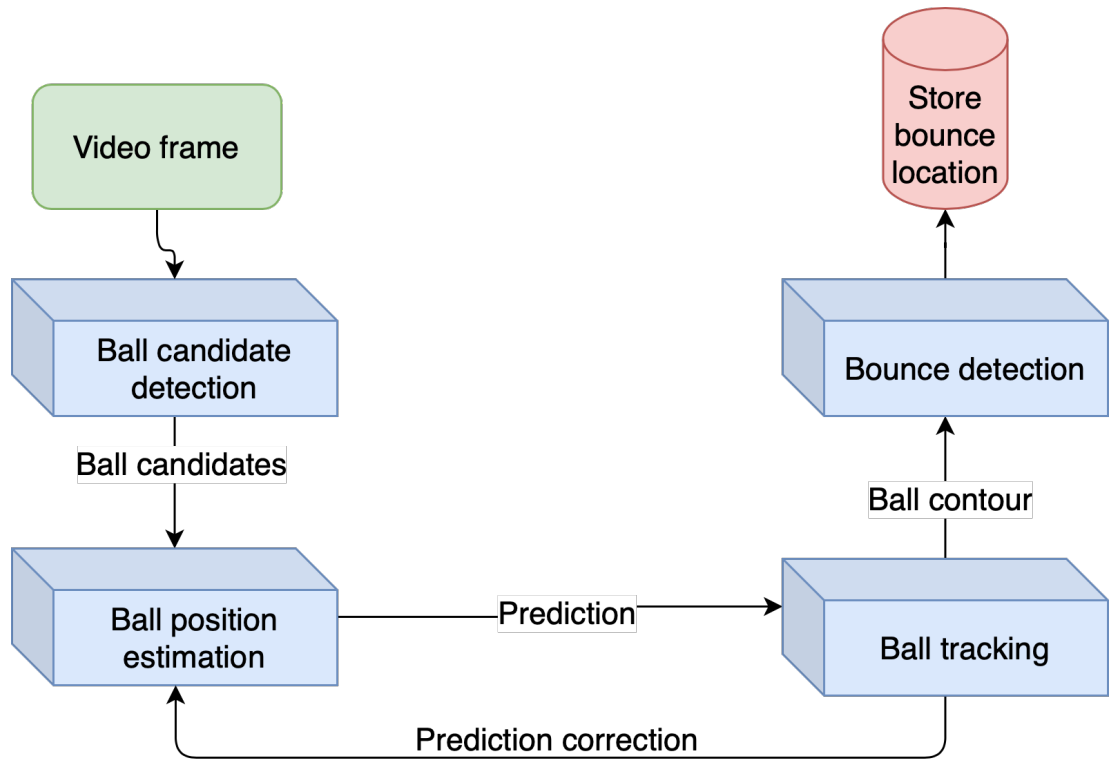 Video frame
Store
bounce
location
Ball candidate
detection
Bounce detection
Ball candidates
Ball contour
Ball position
estimation
Prediction
Ball tracking
Prediction correction